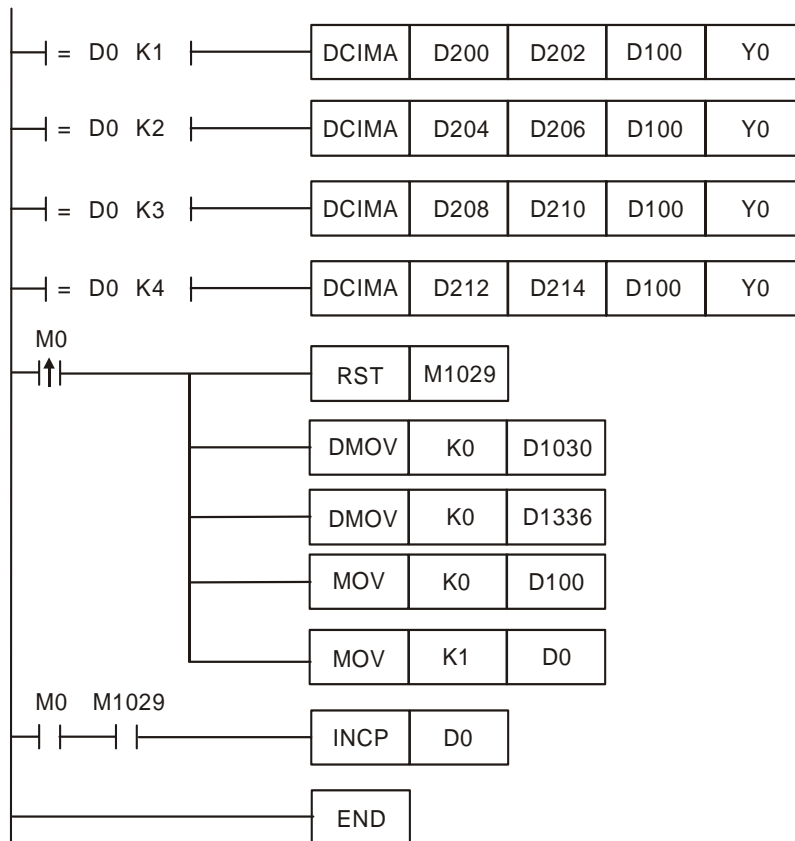 = D0 K1 DCIMA D200 D202 D100 Y0
= D0 K2 DCIMA D204 D206 D100 Y0
= D0 K3 DCIMA D208 D210 D100 Y0
= D0 K4 DCIMA D212 D214 D100 Y0
M0
RST M1029
DMOV K0 D1030
DMOV K0 D1336
MOV K0 D100
MOV K1 D0
M0 M1029
INCP D0
END